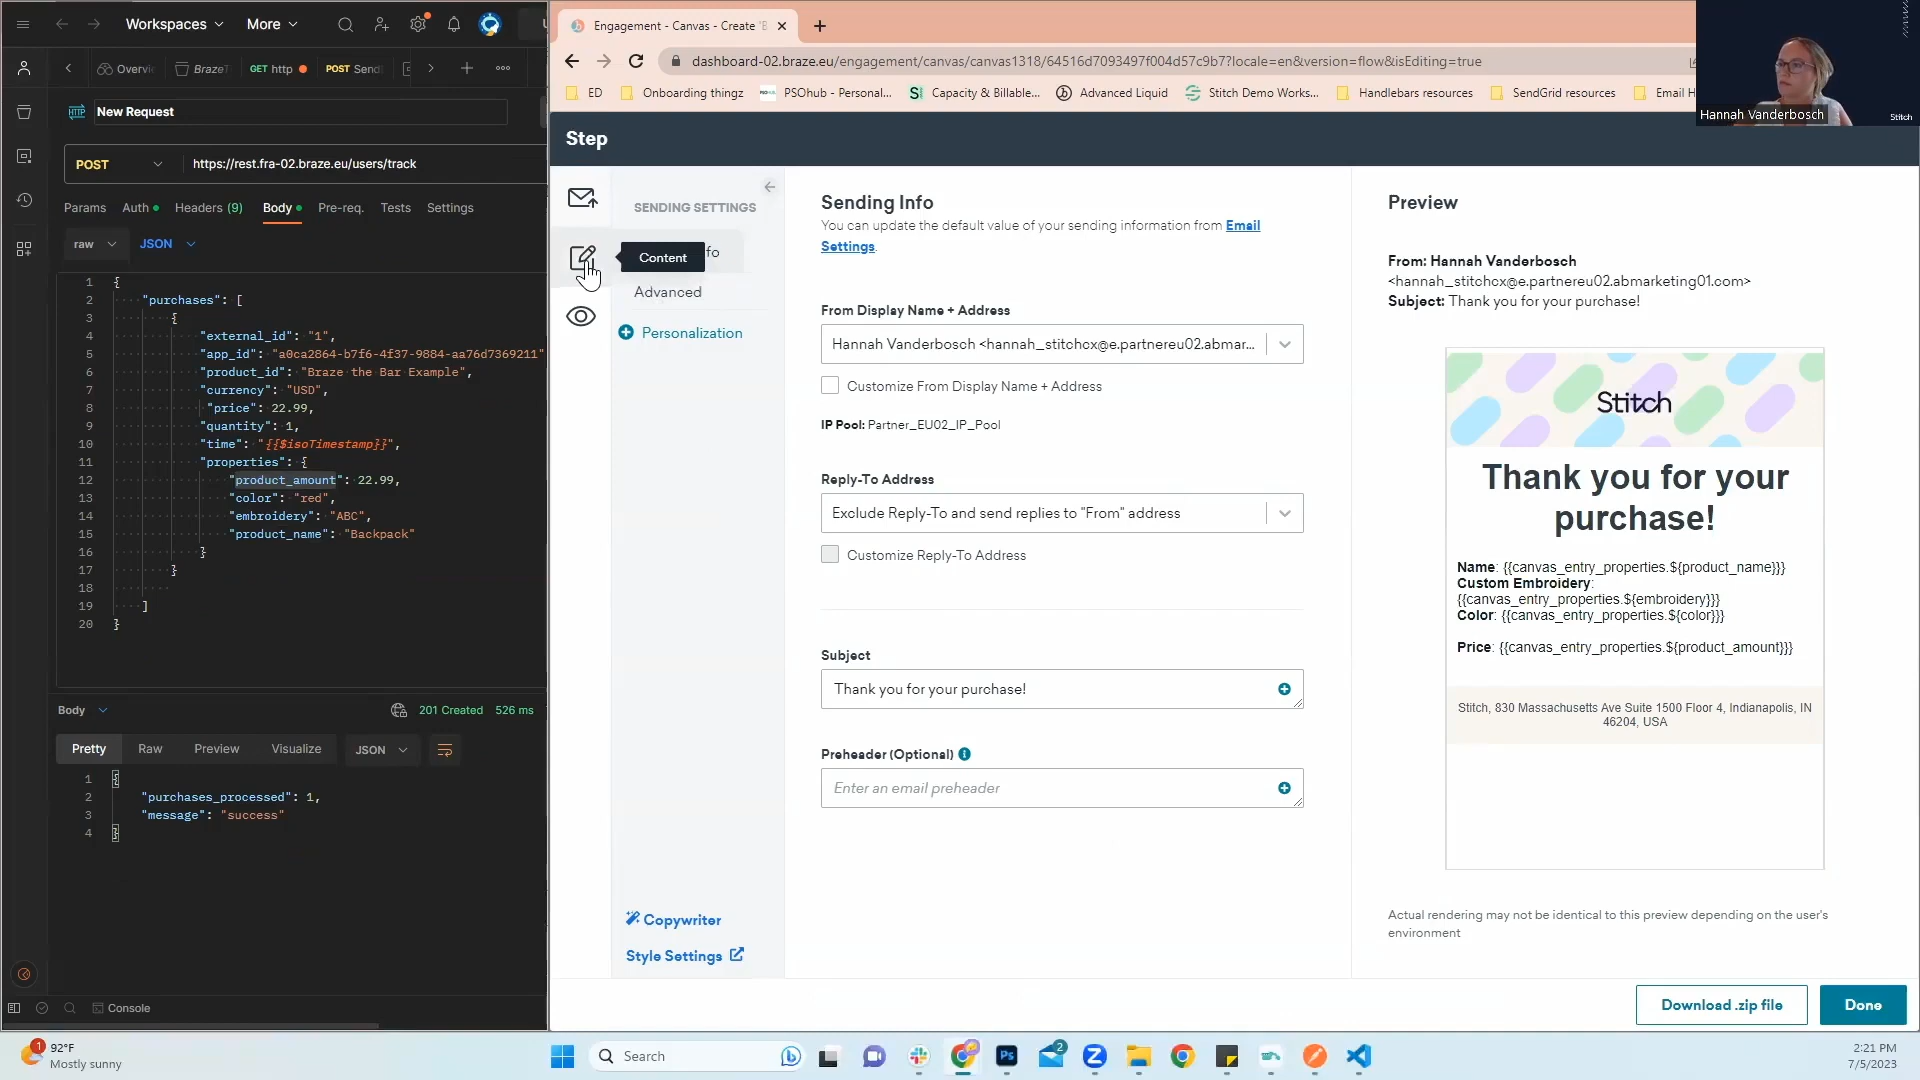 Workspaces
More
Overvi
BrazeT
GET http
POST Send
New Request
POST
https://rest.fra-02.braze.eu/users/track
Params
Auth
Headers (9)
Body
Pre-req.
Tests
Settings
raw
JSON
1 {
2 "purchases": [
3 {
4 "external_id": "1",
5 "app_id": "a0ca2864-b7f6-4f37-9884-aa76d7369211"
6 "product_id": "Braze the Bar Example",
7 "currency": "USD",
8 "price": 22.99,
9 "quantity": 1,
10 "time": "{{$isoTimestamp}}",
11 "properties": {
12 "product_amount": 22.99,
13 "color": "red",
14 "embroidery": "ABC",
15 "product_name": "Backpack"
16 }
17 }
18
19 ]
20 }
Body
201 Created 526 ms
Pretty
Raw
Preview
Visualize
JSON
1 {
2 "purchases_processed": 1,
3 "message": "success"
4 }
Console
Engagement - Canvas - Create "B
dashboard-02.braze.eu/engagement/canvas/canvas1318/64516d7093497f004d57c9b7?locale=en&version=flow&isEditing=true
ED
Onboarding thingz
PSOhub - Personal...
Capacity & Billable...
Advanced Liquid
Stitch Demo Works...
Handlebars resources
SendGrid resources
Email H
Hannah Vanderbosch
Stitch
Step
SENDING SETTINGS
Content
fo
Advanced
Personalization
Copywriter
Style Settings
Sending Info
You can update the default value of your sending information from Email
Settings.
From Display Name + Address
Hannah Vanderbosch <hannah_stitchcx@e.partnereu02.abmar...
Customize From Display Name + Address
IP Pool: Partner_EU02_IP_Pool
Reply-To Address
Exclude Reply-To and send replies to "From" address
Customize Reply-To Address
Subject
Thank you for your purchase!
Preheader (Optional)
Enter an email preheader
Preview
From: Hannah Vanderbosch
<hannah_stitchcx@e.partnereu02.abmarketing01.com>
Subject: Thank you for your purchase!
Stitch
Thank you for your
purchase!
Name: {{canvas_entry_properties.${product_name}}}
Custom Embroidery:
{{canvas_entry_properties.${embroidery}}}
Color: {{canvas_entry_properties.${color}}}
Price: {{canvas_entry_properties.${product_amount}}}
Stitch, 830 Massachusetts Ave Suite 1500 Floor 4, Indianapolis, IN
46204, USA
Actual rendering may not be identical to this preview depending on the user's
environment
Download .zip file
Done
1
92°F
Mostly sunny
Search
Ps
2
2:21 PM
7/5/2023